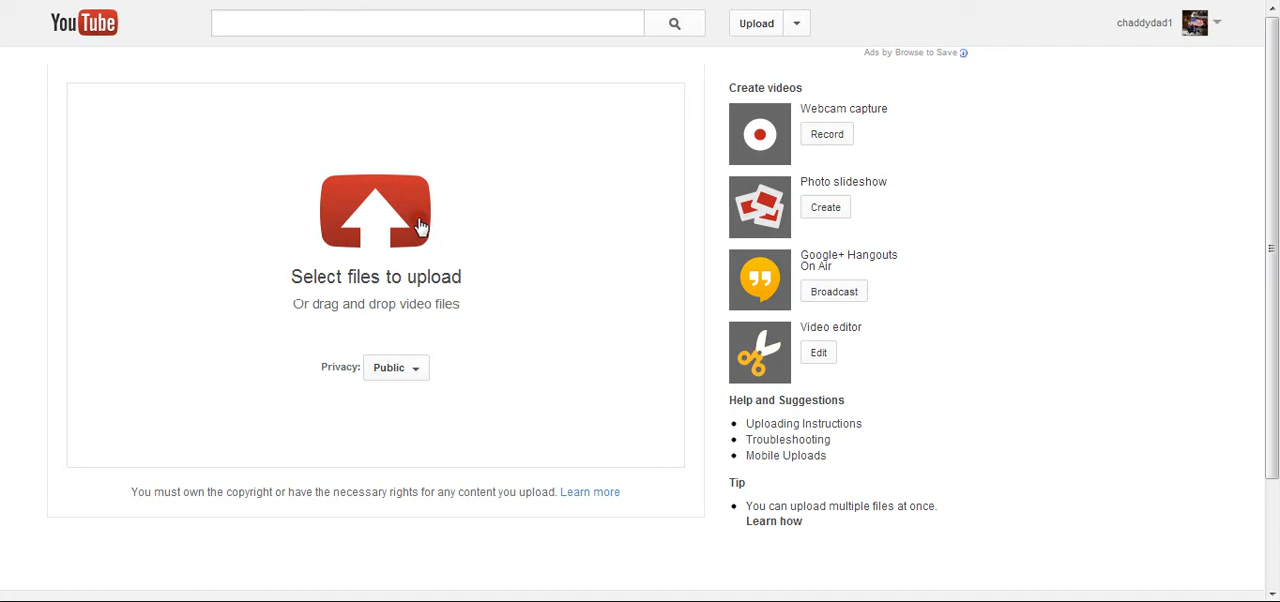 YouTube
Upload
chaddydad1
Ads by Browse to Save
Select files to upload
Or drag and drop video files
Privacy: Public
You must own the copyright or have the necessary rights for any content you upload. Learn more
Create videos
Webcam capture
Record
Photo slideshow
Create
Google+ Hangouts
On Air
Broadcast
Video editor
Edit
Help and Suggestions
Uploading Instructions
Troubleshooting
Mobile Uploads
Tip
You can upload multiple files at once.
Learn how